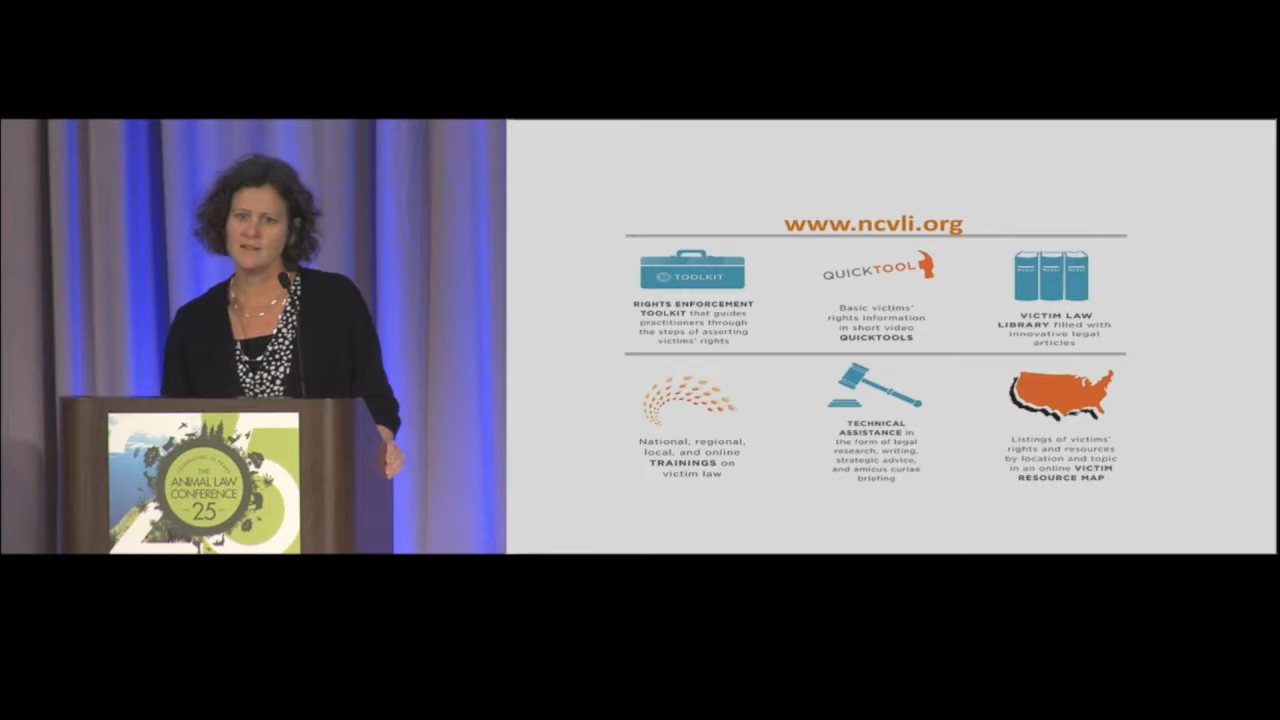 www.ncvli.org
TOOLKIT
RIGHTS ENFORCEMENT
TOOLKIT that guides
practitioners through
the steps of asserting
victims' rights
QUICKTOOL
Basic victims'
rights information
in short video
QUICKTOOLS
VICTIM LAW
LIBRARY filled with
innovative legal
articles
National, regional,
local, and online
TRAININGS on
victim law
TECHNICAL
ASSISTANCE in
the form of legal
research, writing,
strategic advice,
and amicus curiae
briefing
Listings of victims'
rights and resources
by location and topic
in an online VICTIM
RESOURCE MAP
CELEBRATING 25 YEARS
THE
ANIMAL LAW
CONFERENCE
25